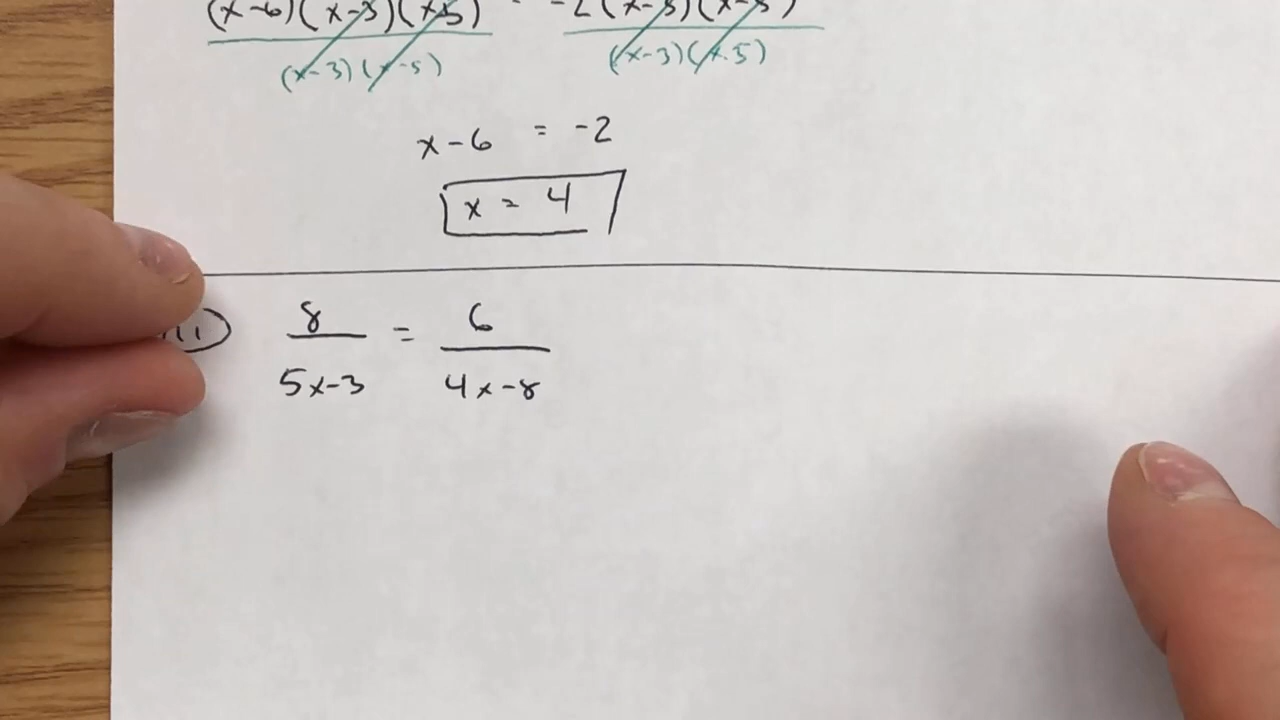 (x-6)(x-3)(x-5) = -2(x-3)(x-5)
(x-3)(x-5) (x-3)(x-5)
x-6 = -2
x = 4
8 = 6
5x-3 4x-8